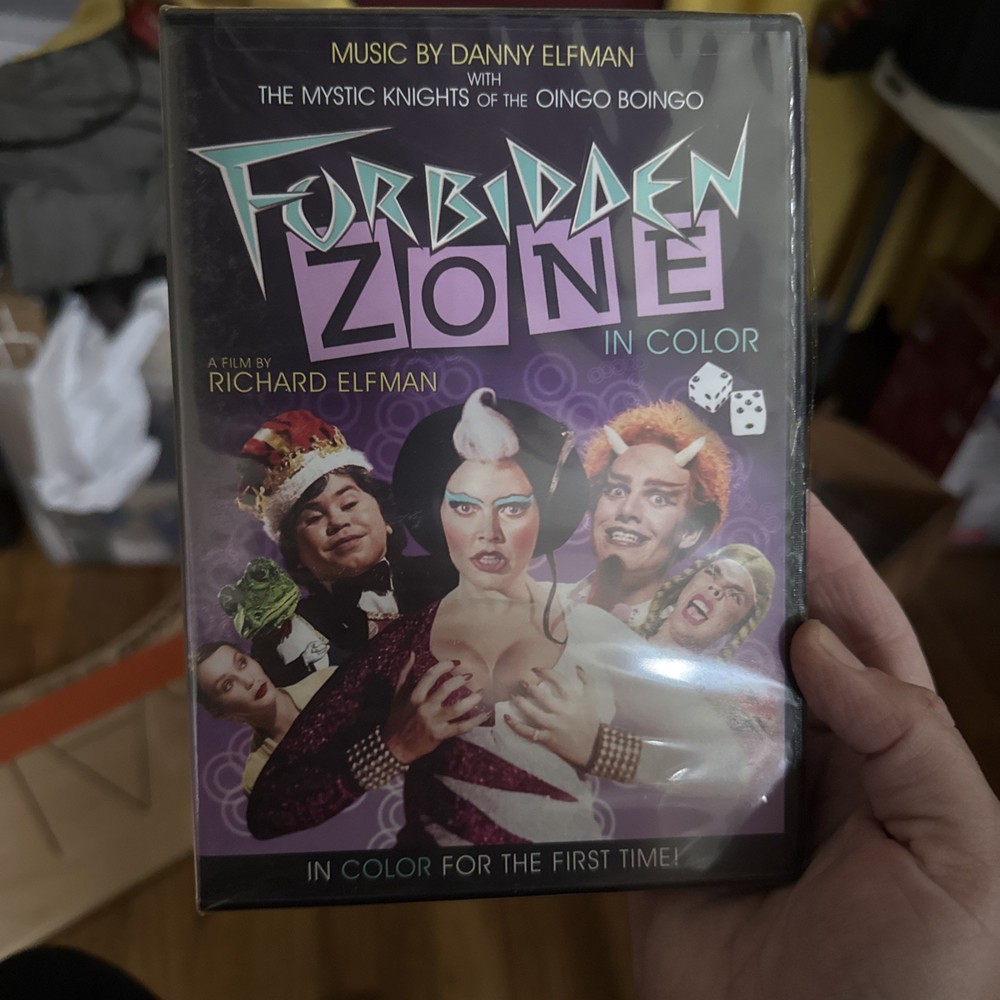 MUSIC BY DANNY ELFMAN
WITH
THE MYSTIC KNIGHTS OF THE OINGO BOINGO
FORBIDDEN
ZONE
IN COLOR
A FILM BY
RICHARD ELFMAN
IN COLOR FOR THE FIRST TIME!